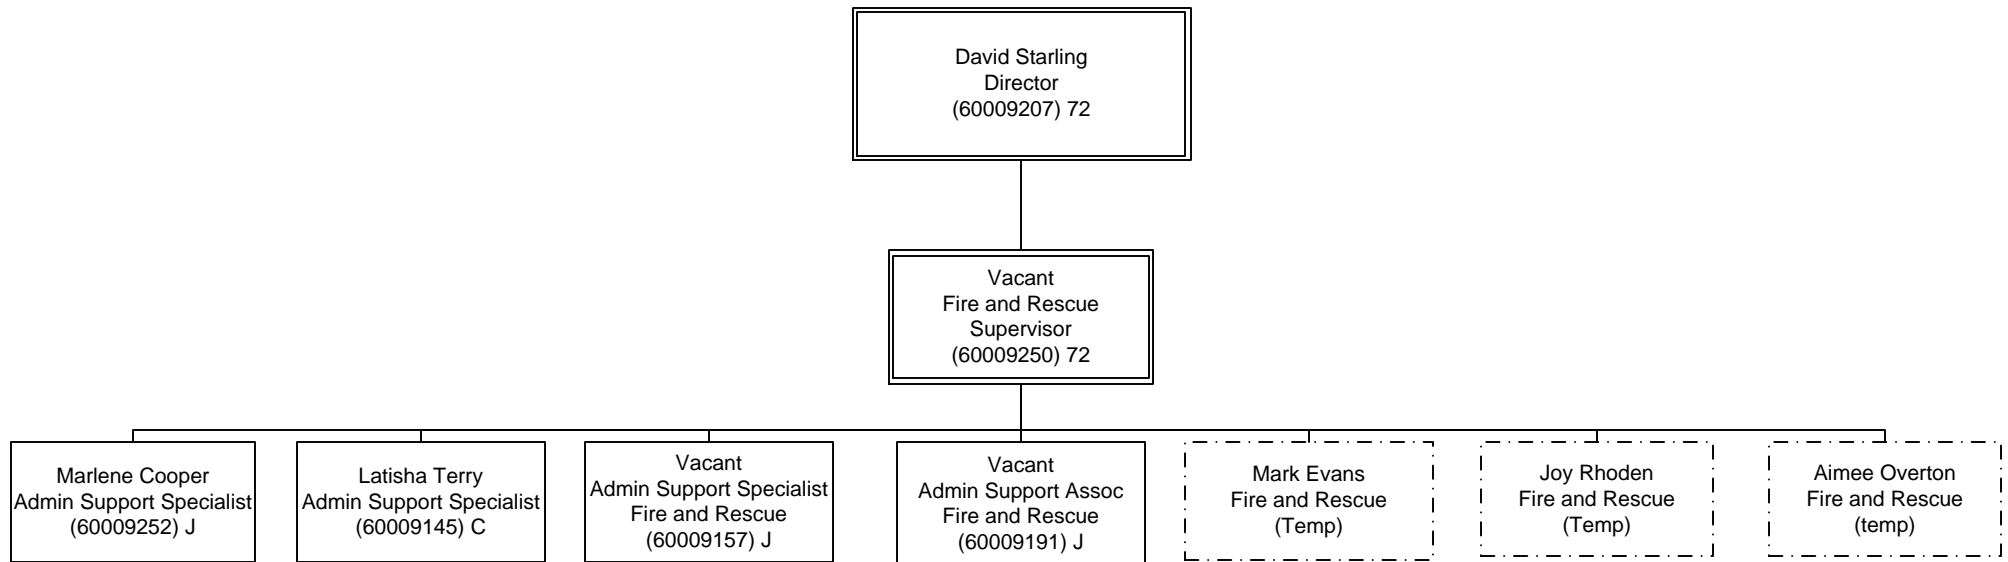 David Starling
Director
(60009207) 72
Vacant
Fire and Rescue
Supervisor
(60009250) 72
Marlene Cooper
Admin Support Specialist
(60009252) J
Latisha Terry
Admin Support Specialist
(60009145) C
Vacant
Admin Support Specialist
Fire and Rescue
(60009157) J
Vacant
Admin Support Assoc
Fire and Rescue
(60009191) J
Mark Evans
Fire and Rescue
(Temp)
Joy Rhoden
Fire and Rescue
(Temp)
Aimee Overton
Fire and Rescue
(temp)